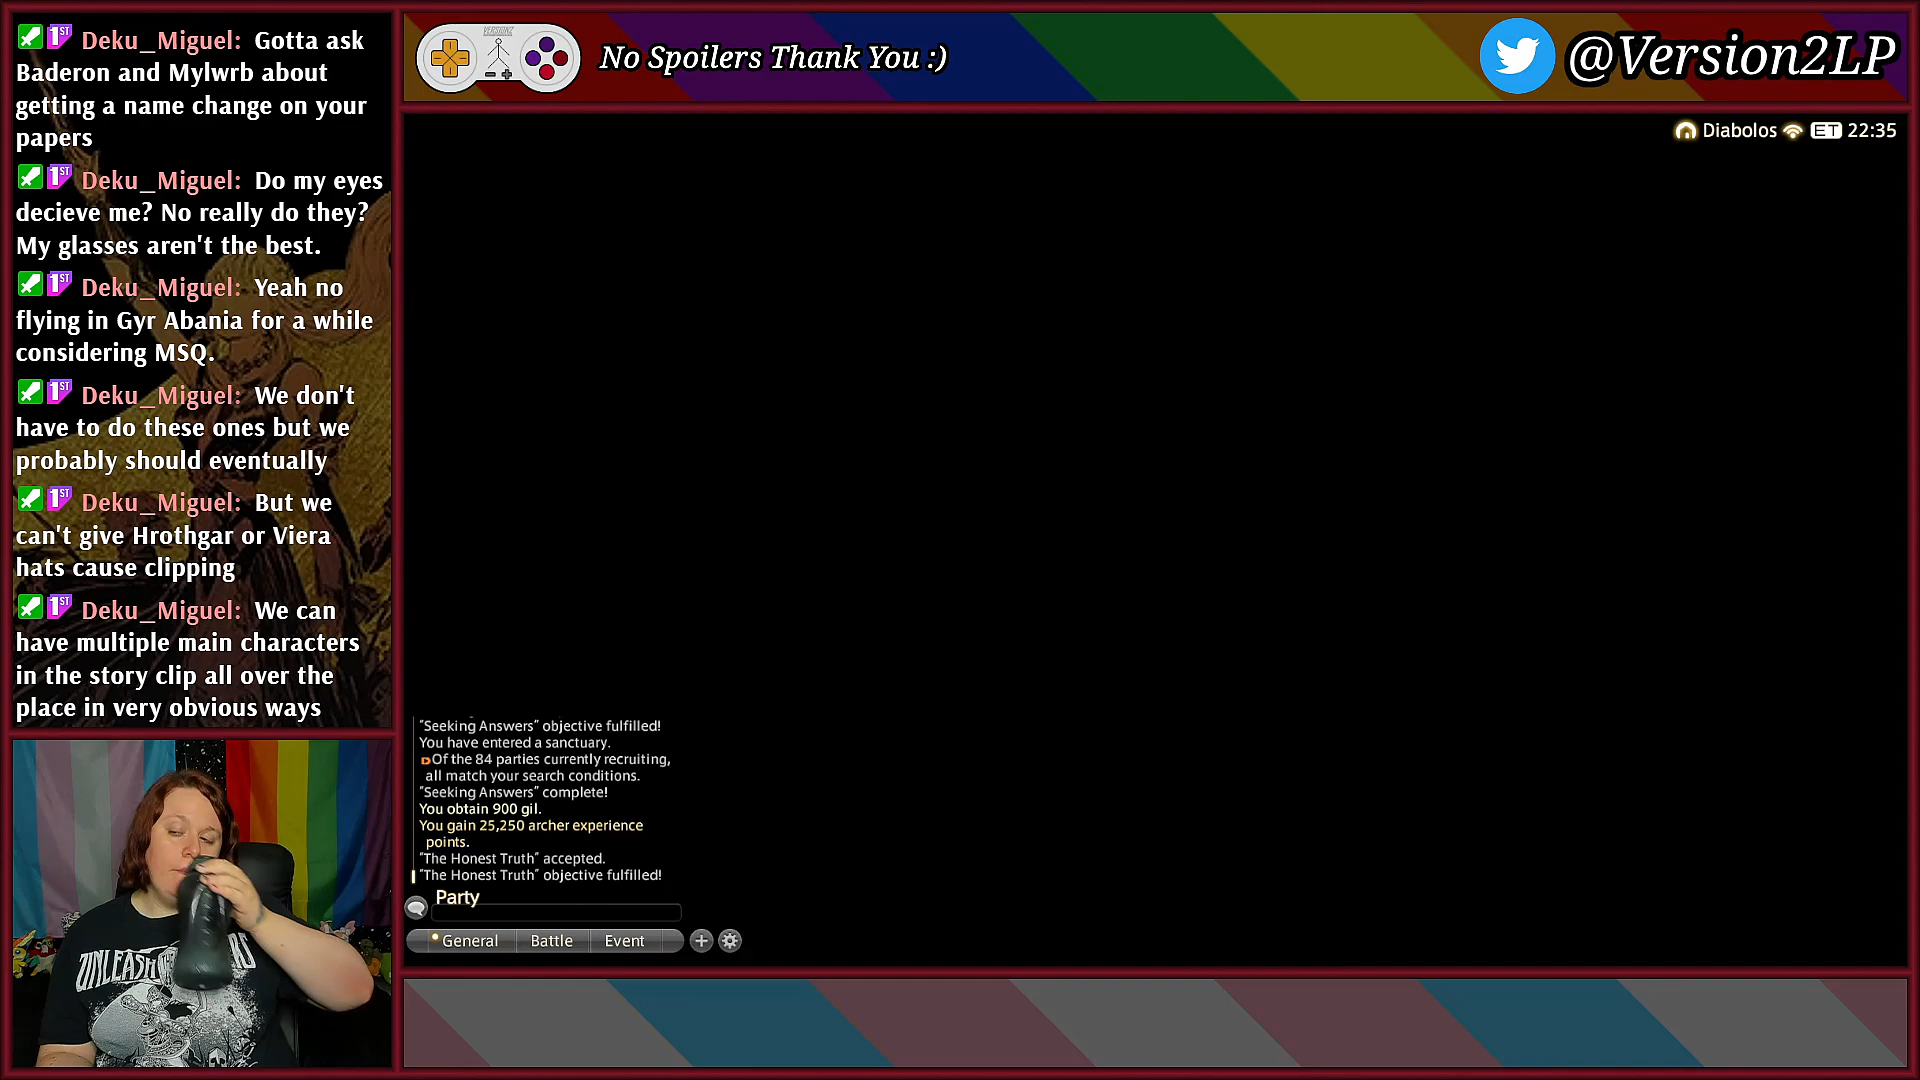 Deku_Miguel: Gotta ask
Baderon and Mylwrb about
getting a name change on your
papers
Deku_Miguel: Do my eyes
decieve me? No really do they?
My glasses aren't the best.
Deku_Miguel: Yeah no
flying in Gyr Abania for a while
considering MSQ.
Deku_Miguel: We don't
have to do these ones but we
probably should eventually
Deku_Miguel: But we
can't give Hrothgar or Viera
hats cause clipping
Deku_Miguel: We can
have multiple main characters
in the story clip all over the
place in very obvious ways
No Spoilers Thank You :)
@Version2LP
Diabolos ET 22:35
"Seeking Answers" objective fulfilled!
You have entered a sanctuary.
Of the 84 parties currently recruiting,
all match your search conditions.
"Seeking Answers" complete!
You obtain 900 gil.
You gain 25,250 archer experience
points.
"The Honest Truth" accepted.
"The Honest Truth" objective fulfilled!
Party
General Battle Event
UNLEASH